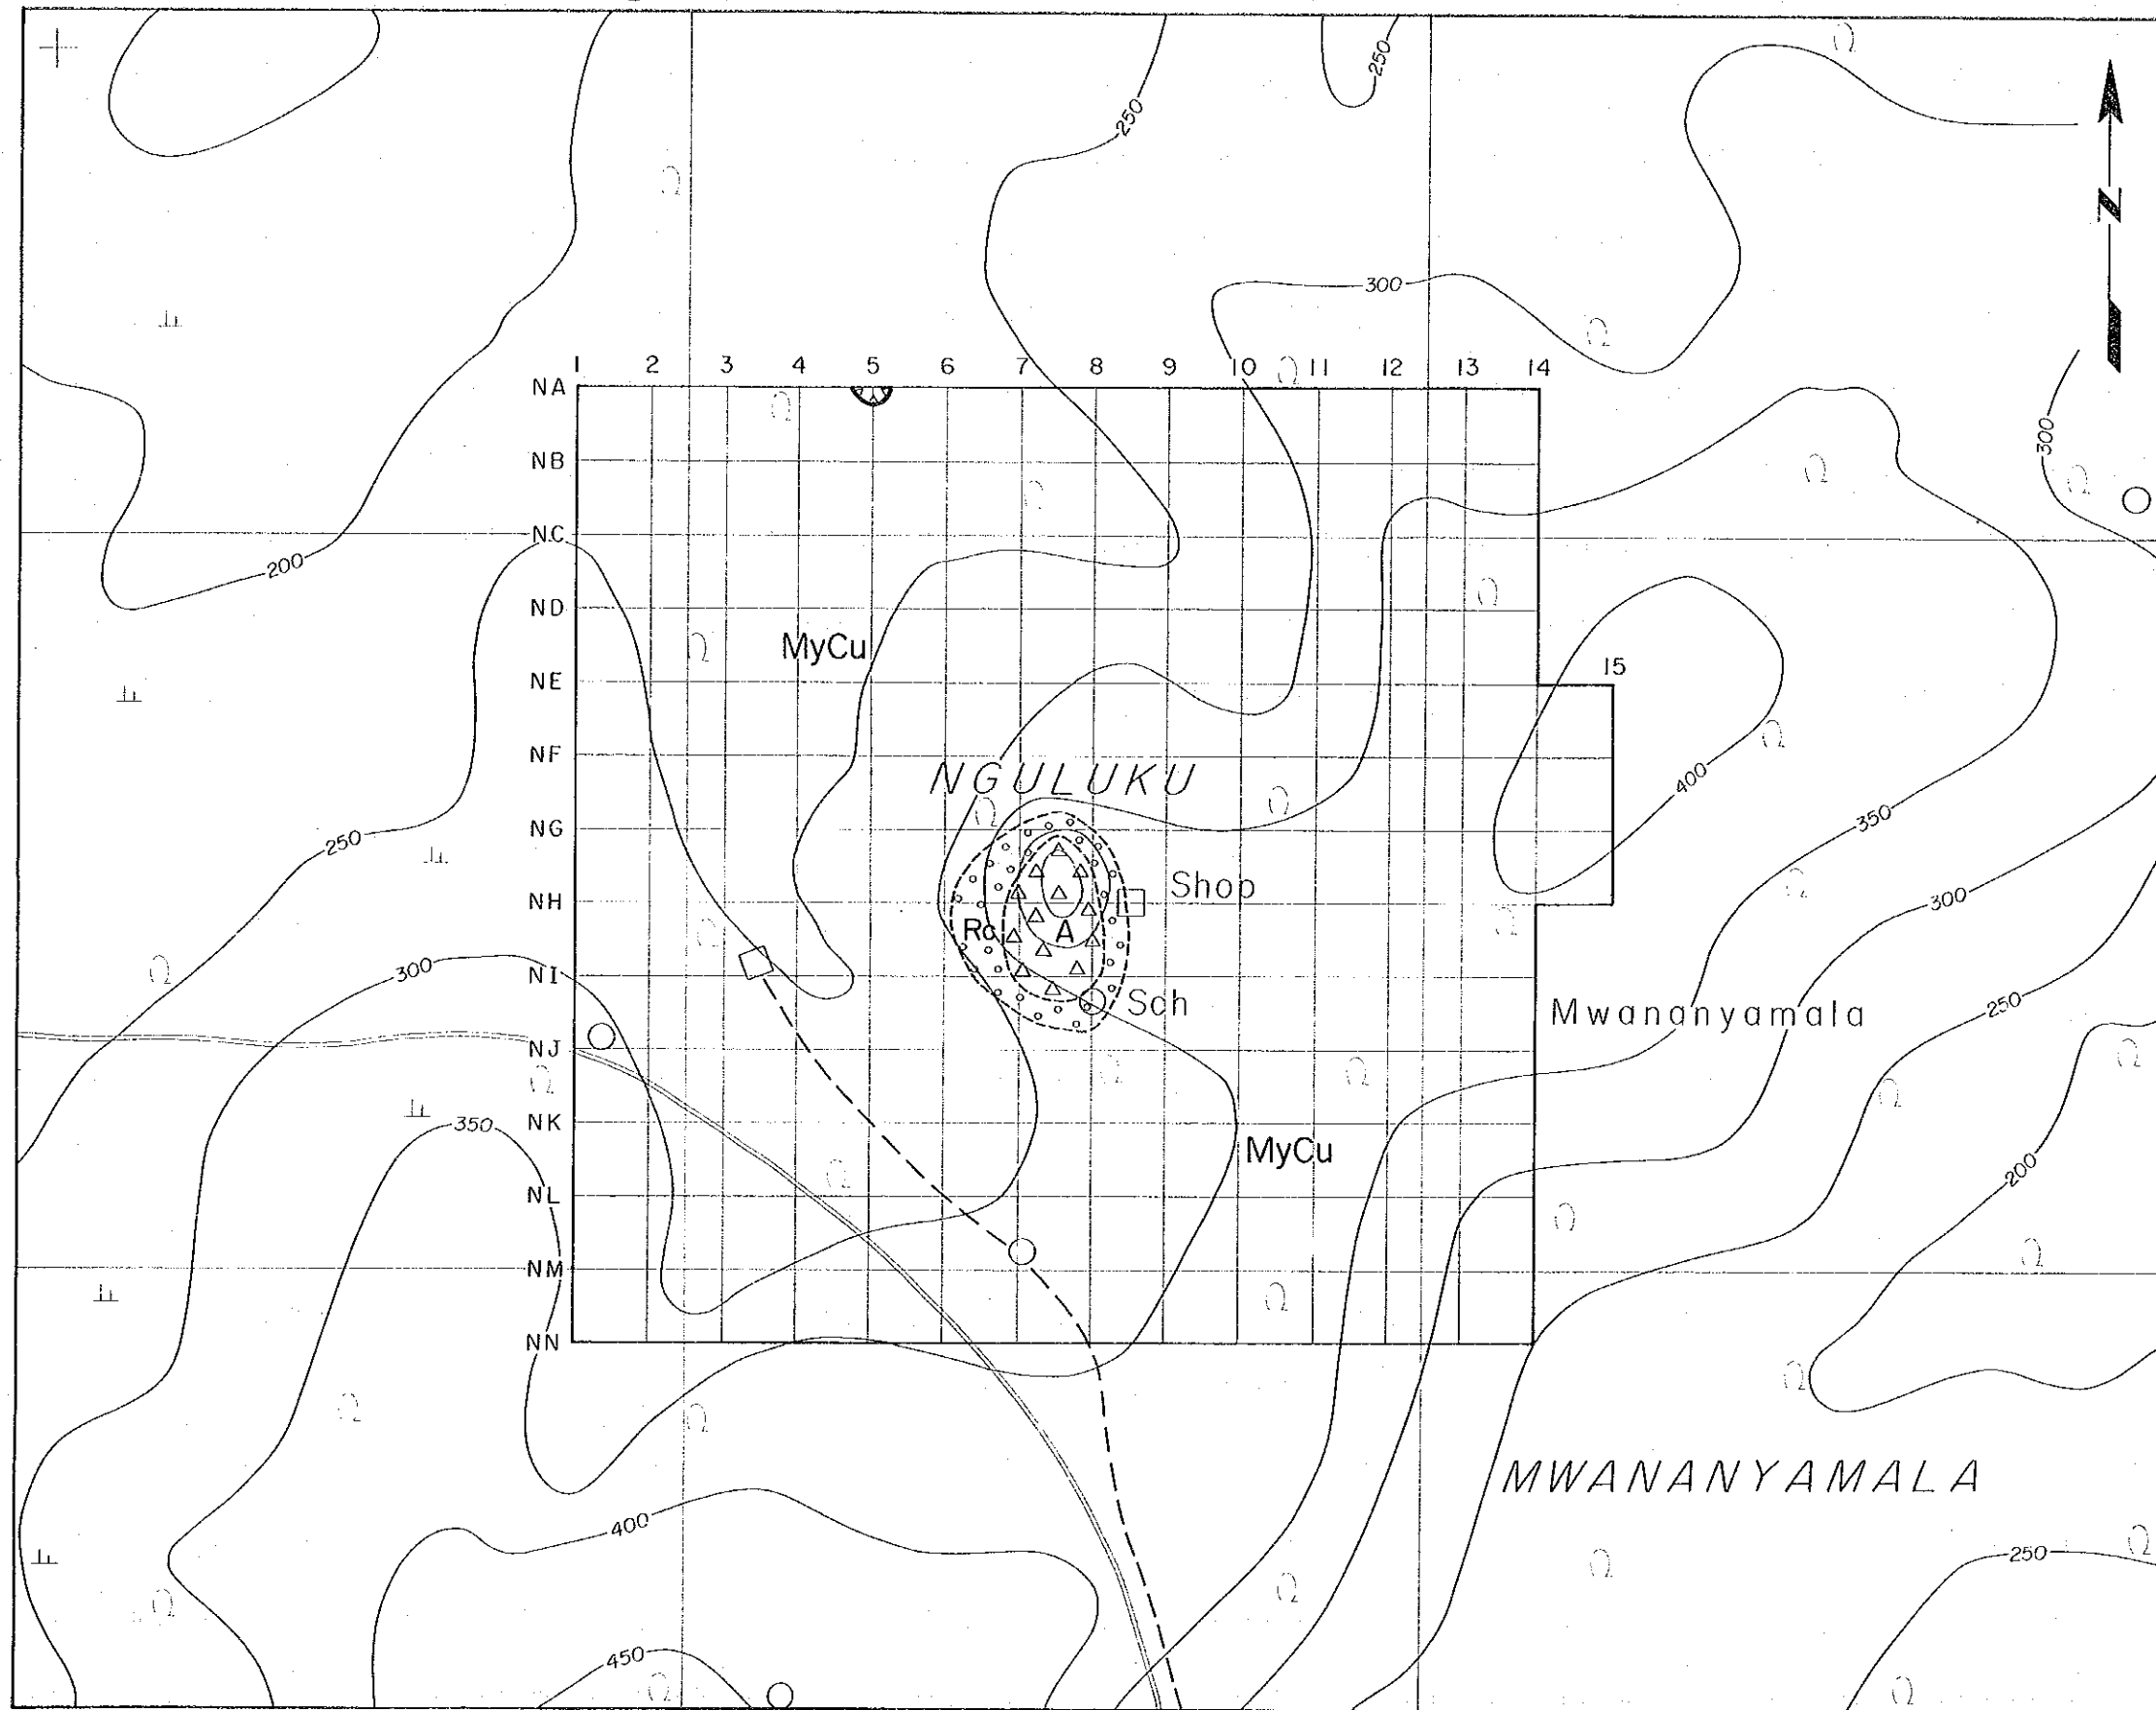 250
250
N
300
1 2 3 4 5 6 7 8 9 10 11 12 13 14
NA
300
NB
NC
200
ND
MyCu
NE
15
NF
NGULUKU
400
NG
350
250
Shop
NH
300
Rc
A
300
NI
Sch
250
Mwananyamala
NJ
NK
350
MyCu
200
NL
NM
NN
MWANANYAMALA
400
250
450